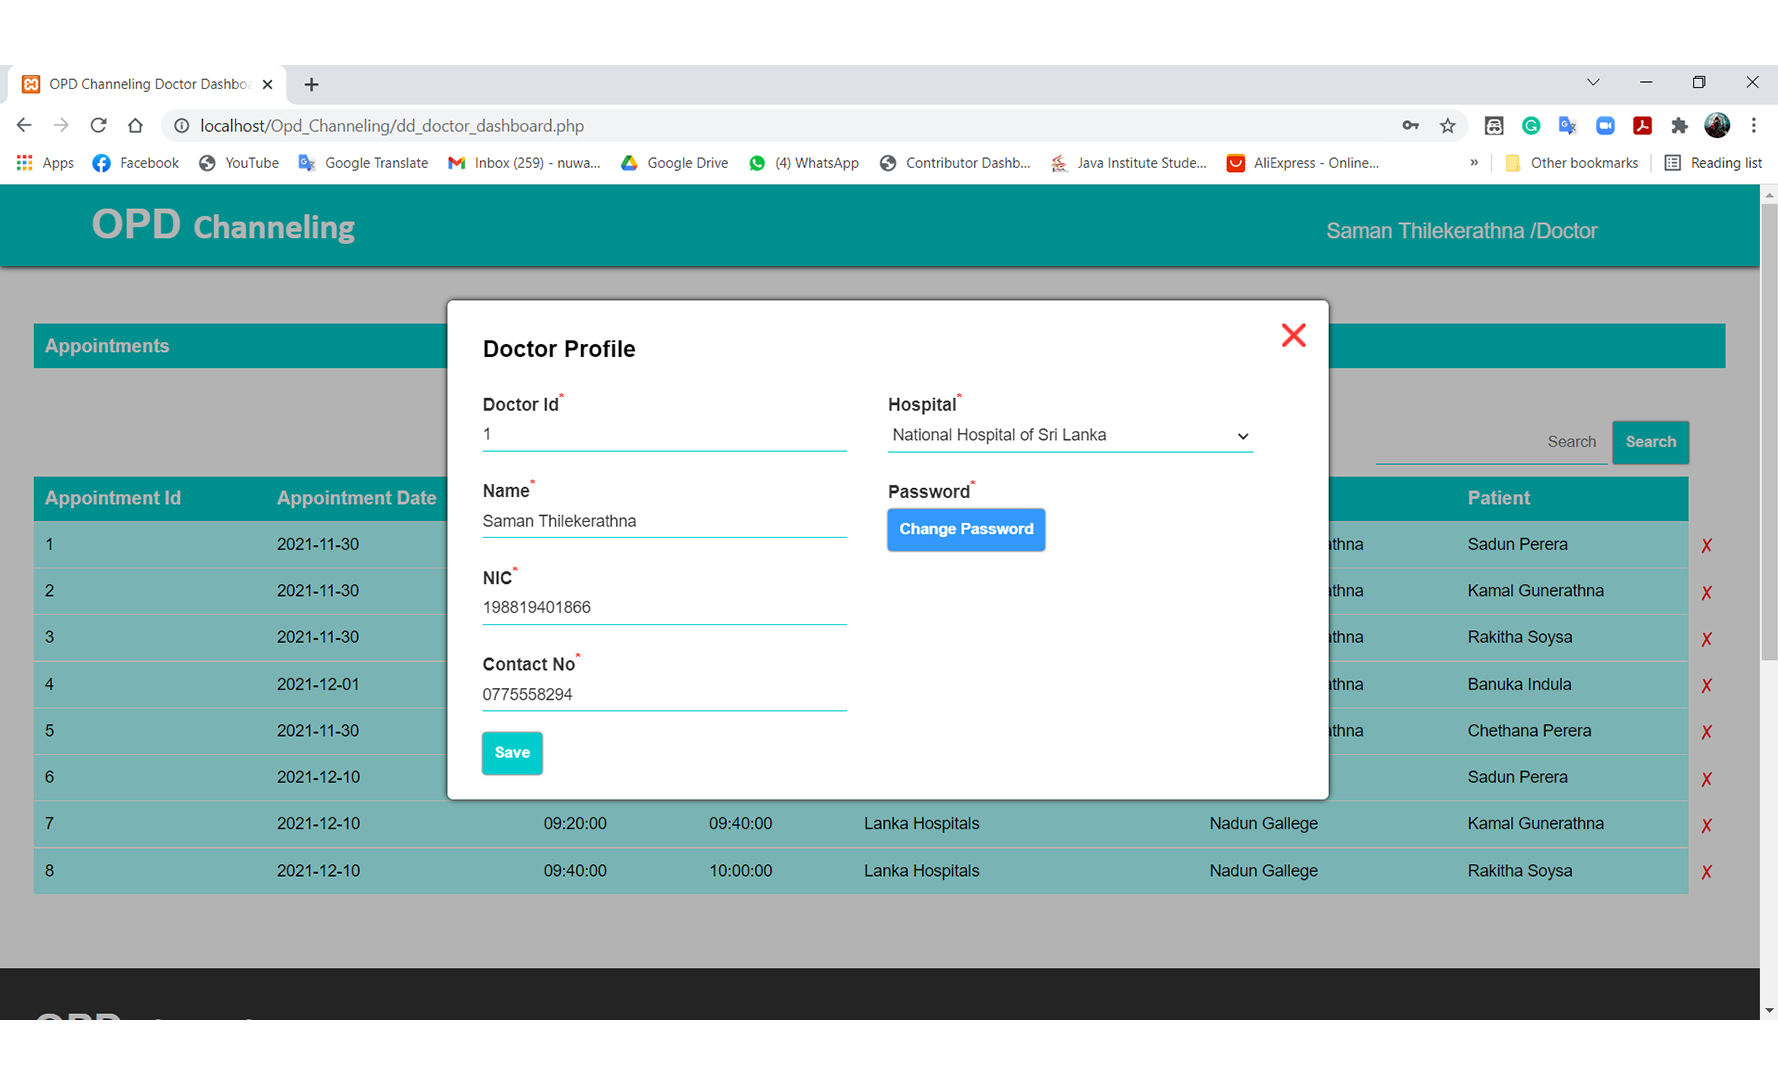 OPD Channeling Doctor Dashbo
localhost/Opd_Channeling/dd_doctor_dashboard.php
Apps Facebook YouTube Google Translate Inbox (259) - nuwa... Google Drive (4) WhatsApp Contributor Dashb... Java Institute Stude... AliExpress - Online... » Other bookmarks Reading list
OPD Channeling
Saman Thilekerathna /Doctor
Appointments
Doctor Profile
Doctor Id*
1
Hospital*
National Hospital of Sri Lanka
Name*
Saman Thilekerathna
Password*
Change Password
NIC*
198819401866
Contact No*
0775558294
Save
Search Search
Appointment Id Appointment Date Patient
1 2021-11-30 Sadun Perera
2 2021-11-30 Kamal Gunerathna
3 2021-11-30 Rakitha Soysa
4 2021-12-01 Banuka Indula
5 2021-11-30 Chethana Perera
6 2021-12-10 Sadun Perera
7 2021-12-10 09:20:00 09:40:00 Lanka Hospitals Nadun Gallege Kamal Gunerathna
8 2021-12-10 09:40:00 10:00:00 Lanka Hospitals Nadun Gallege Rakitha Soysa